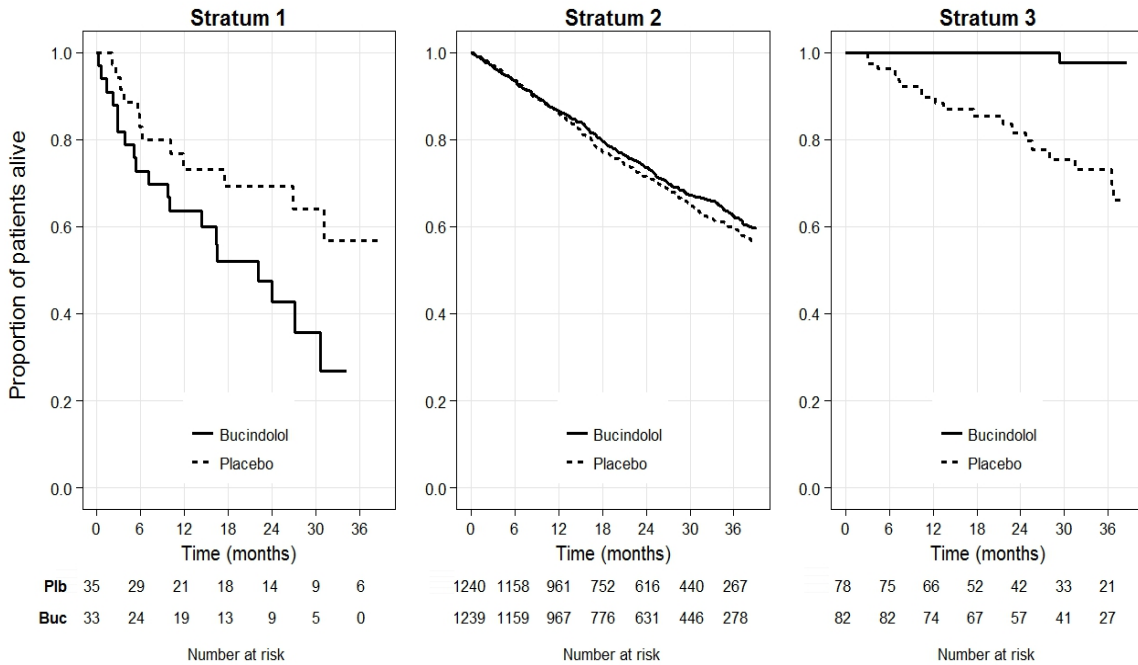 Stratum 1
Stratum 2
Stratum 3
Proportion of patients alive
1.0
0.8
0.6
0.4
0.2
0.0
Bucindolol
Placebo
0 6 12 18 24 30 36
Time (months)
1.0
0.8
0.6
0.4
0.2
0.0
Bucindolol
Placebo
0 6 12 18 24 30 36
Time (months)
1.0
0.8
0.6
0.4
0.2
0.0
Bucindolol
Placebo
0 6 12 18 24 30 36
Time (months)
Plb 35 29 21 18 14 9 6 1240 1158 961 752 616 440 267 78 75 66 52 42 33 21
Buc 33 24 19 13 9 5 0 1239 1159 967 776 631 446 278 82 82 74 67 57 41 27
Number at risk Number at risk Number at risk